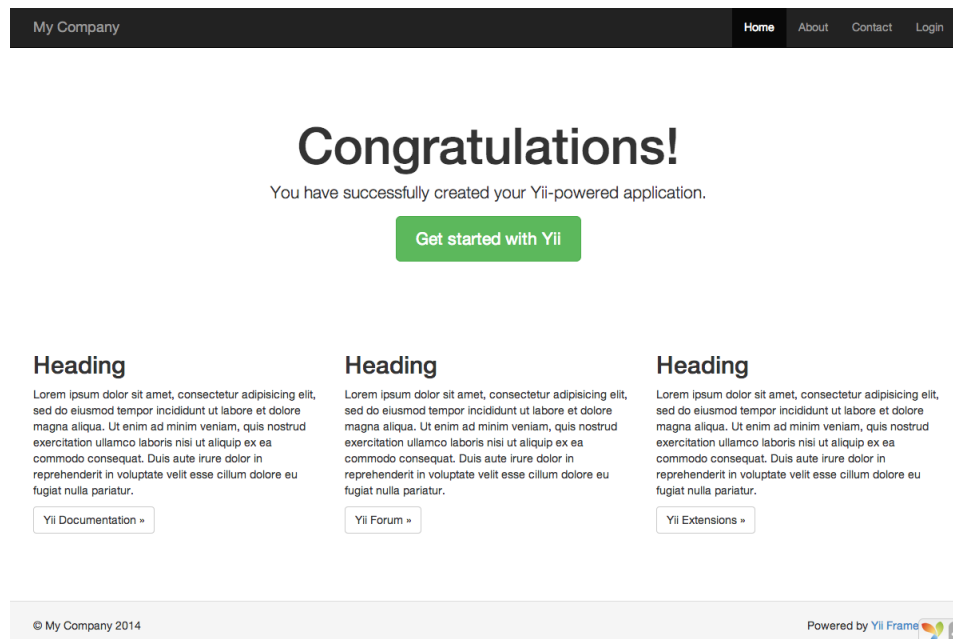 My Company
Home About Contact Login
Congratulations!
You have successfully created your Yii-powered application.
Get started with Yii
Heading
Lorem ipsum dolor sit amet, consectetur adipisicing elit,
sed do eiusmod tempor incididunt ut labore et dolore
magna aliqua. Ut enim ad minim veniam, quis nostrud
exercitation ullamco laboris nisi ut aliquip ex ea
commodo consequat. Duis aute irure dolor in
reprehenderit in voluptate velit esse cillum dolore eu
fugiat nulla pariatur.
Yii Documentation »
Heading
Lorem ipsum dolor sit amet, consectetur adipisicing elit,
sed do eiusmod tempor incididunt ut labore et dolore
magna aliqua. Ut enim ad minim veniam, quis nostrud
exercitation ullamco laboris nisi ut aliquip ex ea
commodo consequat. Duis aute irure dolor in
reprehenderit in voluptate velit esse cillum dolore eu
fugiat nulla pariatur.
Yii Forum »
Heading
Lorem ipsum dolor sit amet, consectetur adipisicing elit,
sed do eiusmod tempor incididunt ut labore et dolore
magna aliqua. Ut enim ad minim veniam, quis nostrud
exercitation ullamco laboris nisi ut aliquip ex ea
commodo consequat. Duis aute irure dolor in
reprehenderit in voluptate velit esse cillum dolore eu
fugiat nulla pariatur.
Yii Extensions »
© My Company 2014
Powered by Yii Frame